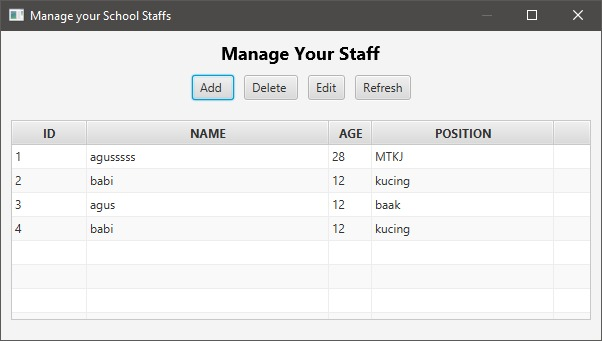 Manage your School Staffs
Manage Your Staff
Add Delete Edit Refresh
ID NAME AGE POSITION
1 agusssss 28 MTKJ
2 babi 12 kucing
3 agus 12 baak
4 babi 12 kucing